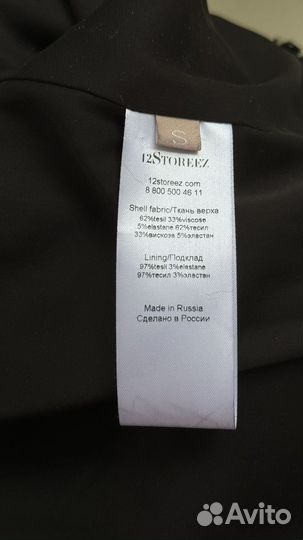 S
12STOREEZ
12storeez.com
8 800 500 46 11
Shell fabric/Ткань верха
62%tesil 33%viscose
5%elastane 62%тесил
33%вискоза 5%эластан
Lining/Подклад
97%tesil 3%elastane
97%тесил 3%эластан
Made in Russia
Сделано в России
Avito